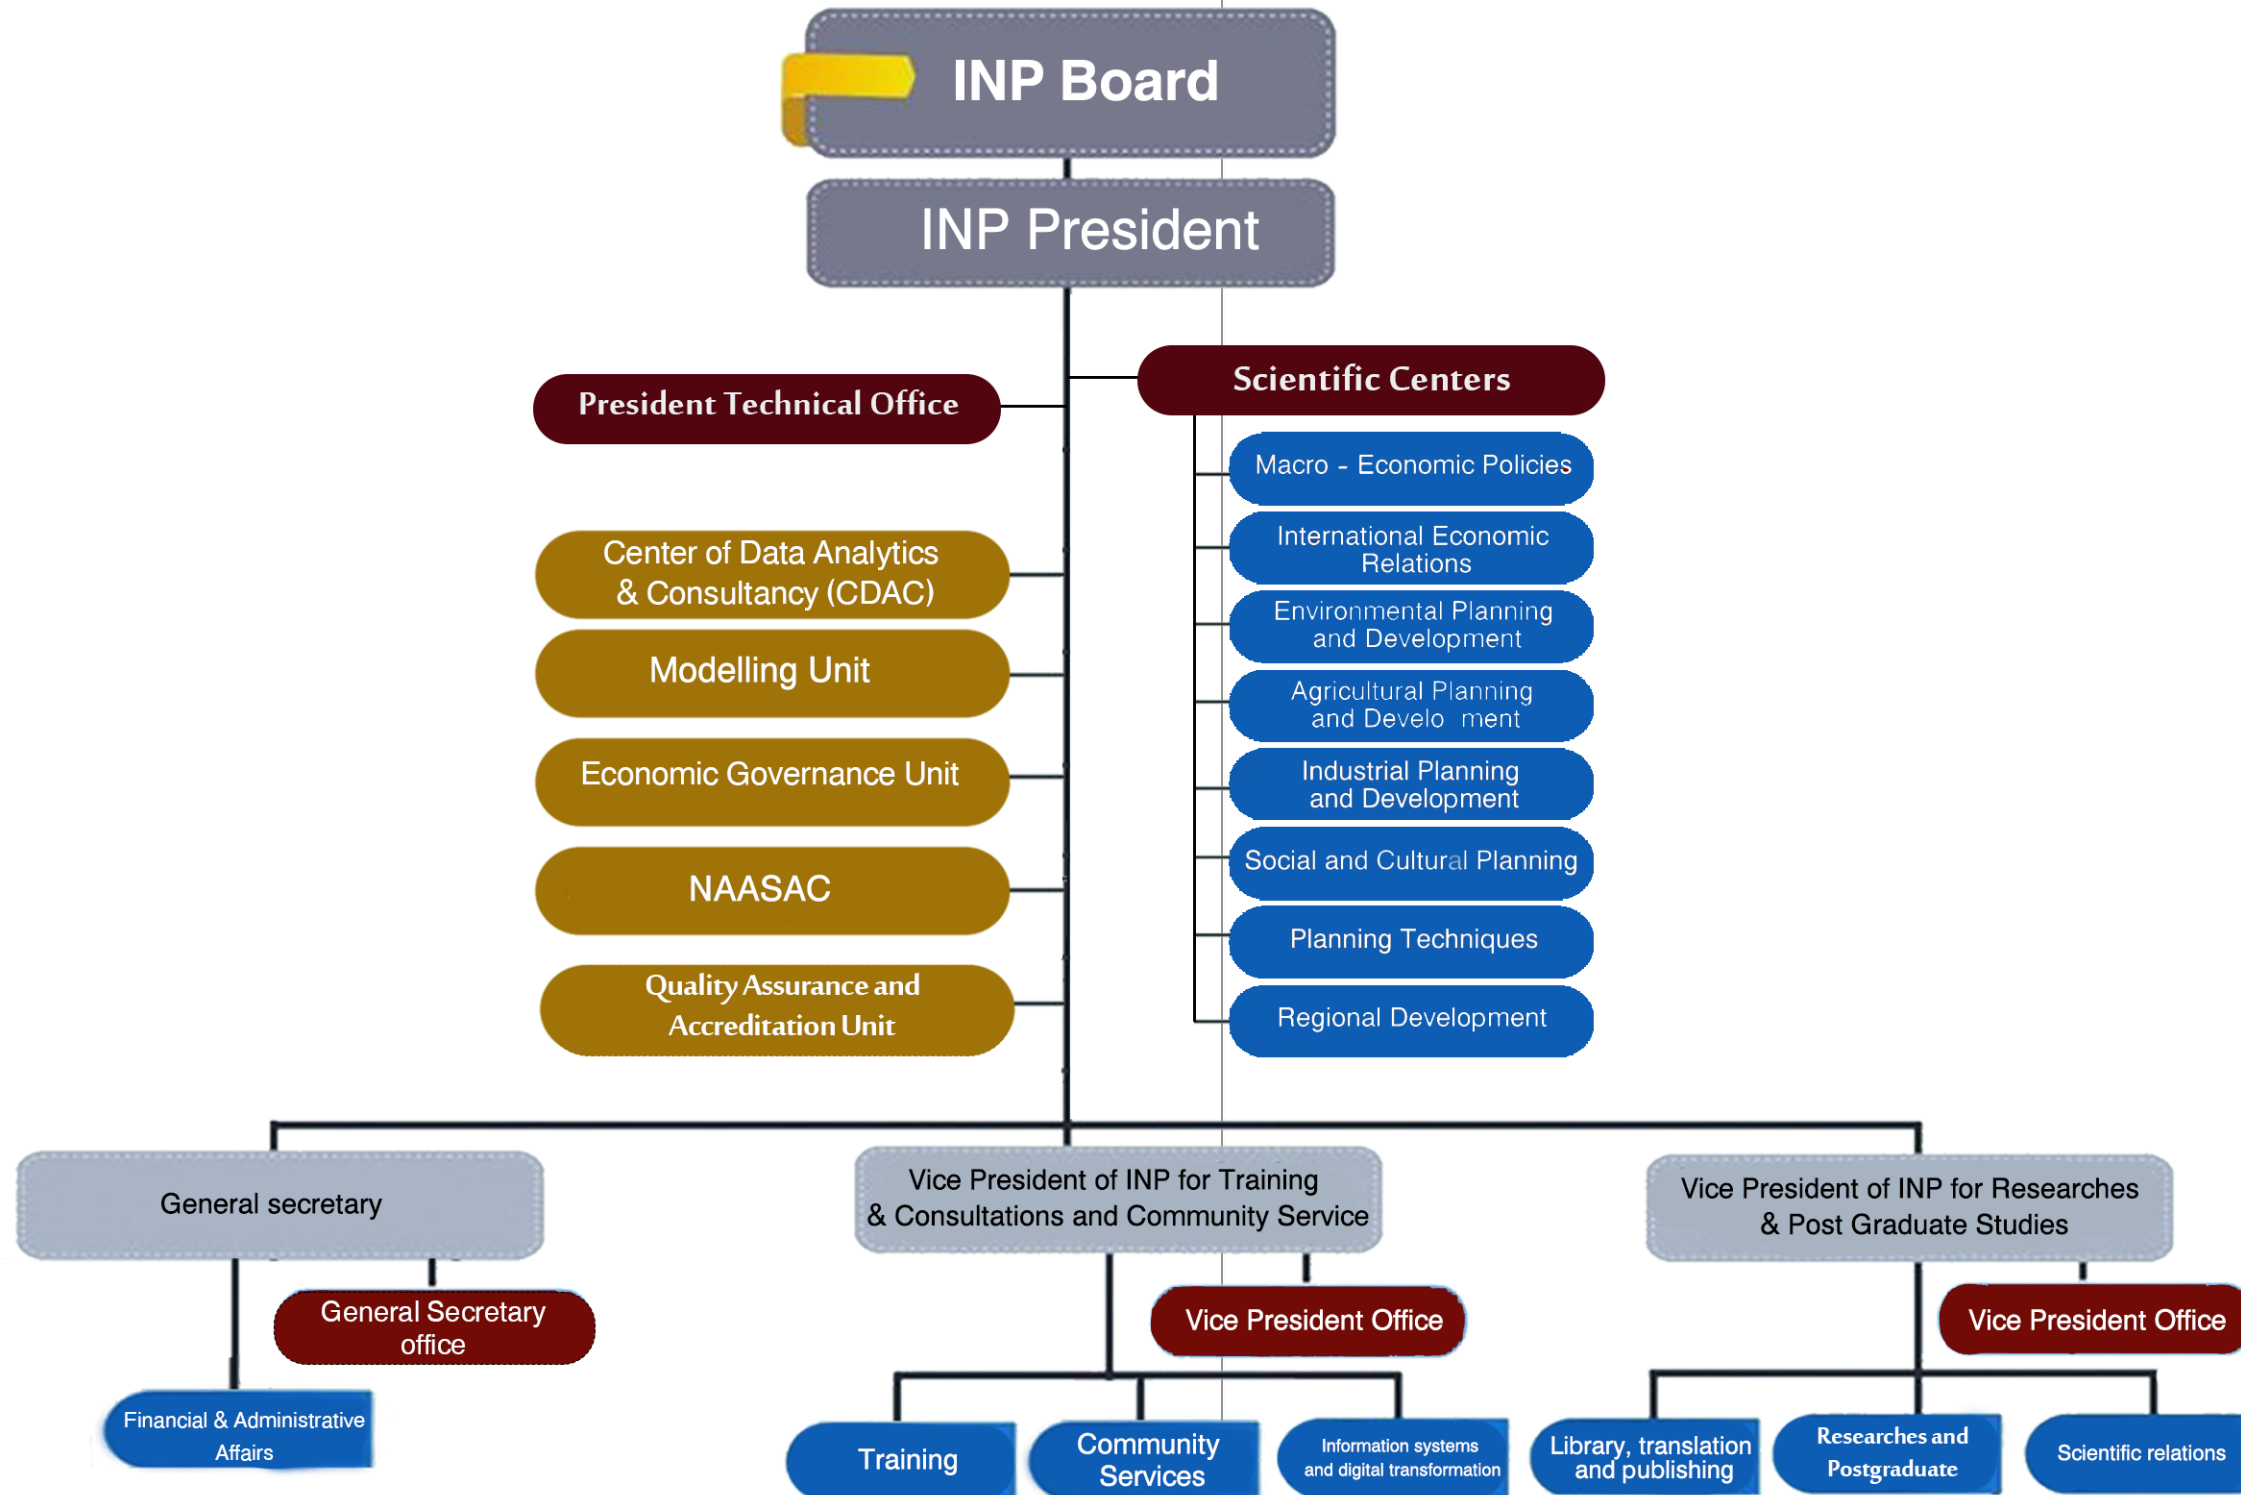 INP Board
INP President
President Technical Office
Scientific Centers
Center of Data Analytics
& Consultancy (CDAC)
Modelling Unit
Economic Governance Unit
NAASAC
Quality Assurance and
Accreditation Unit
Macro - Economic Policies
International Economic
Relations
Environmental Planning
and Development
Agricultural Planning
and Develo ment
Industrial Planning
and Development
Social and Cultural Planning
Planning Techniques
Regional Development
General secretary
General Secretary
office
Financial & Administrative
Affairs
Vice President of INP for Training
& Consultations and Community Service
Vice President Office
Training
Community
Services
Information systems
and digital transformation
Vice President of INP for Researches
& Post Graduate Studies
Vice President Office
Library, translation
and publishing
Researches and
Postgraduate
Scientific relations